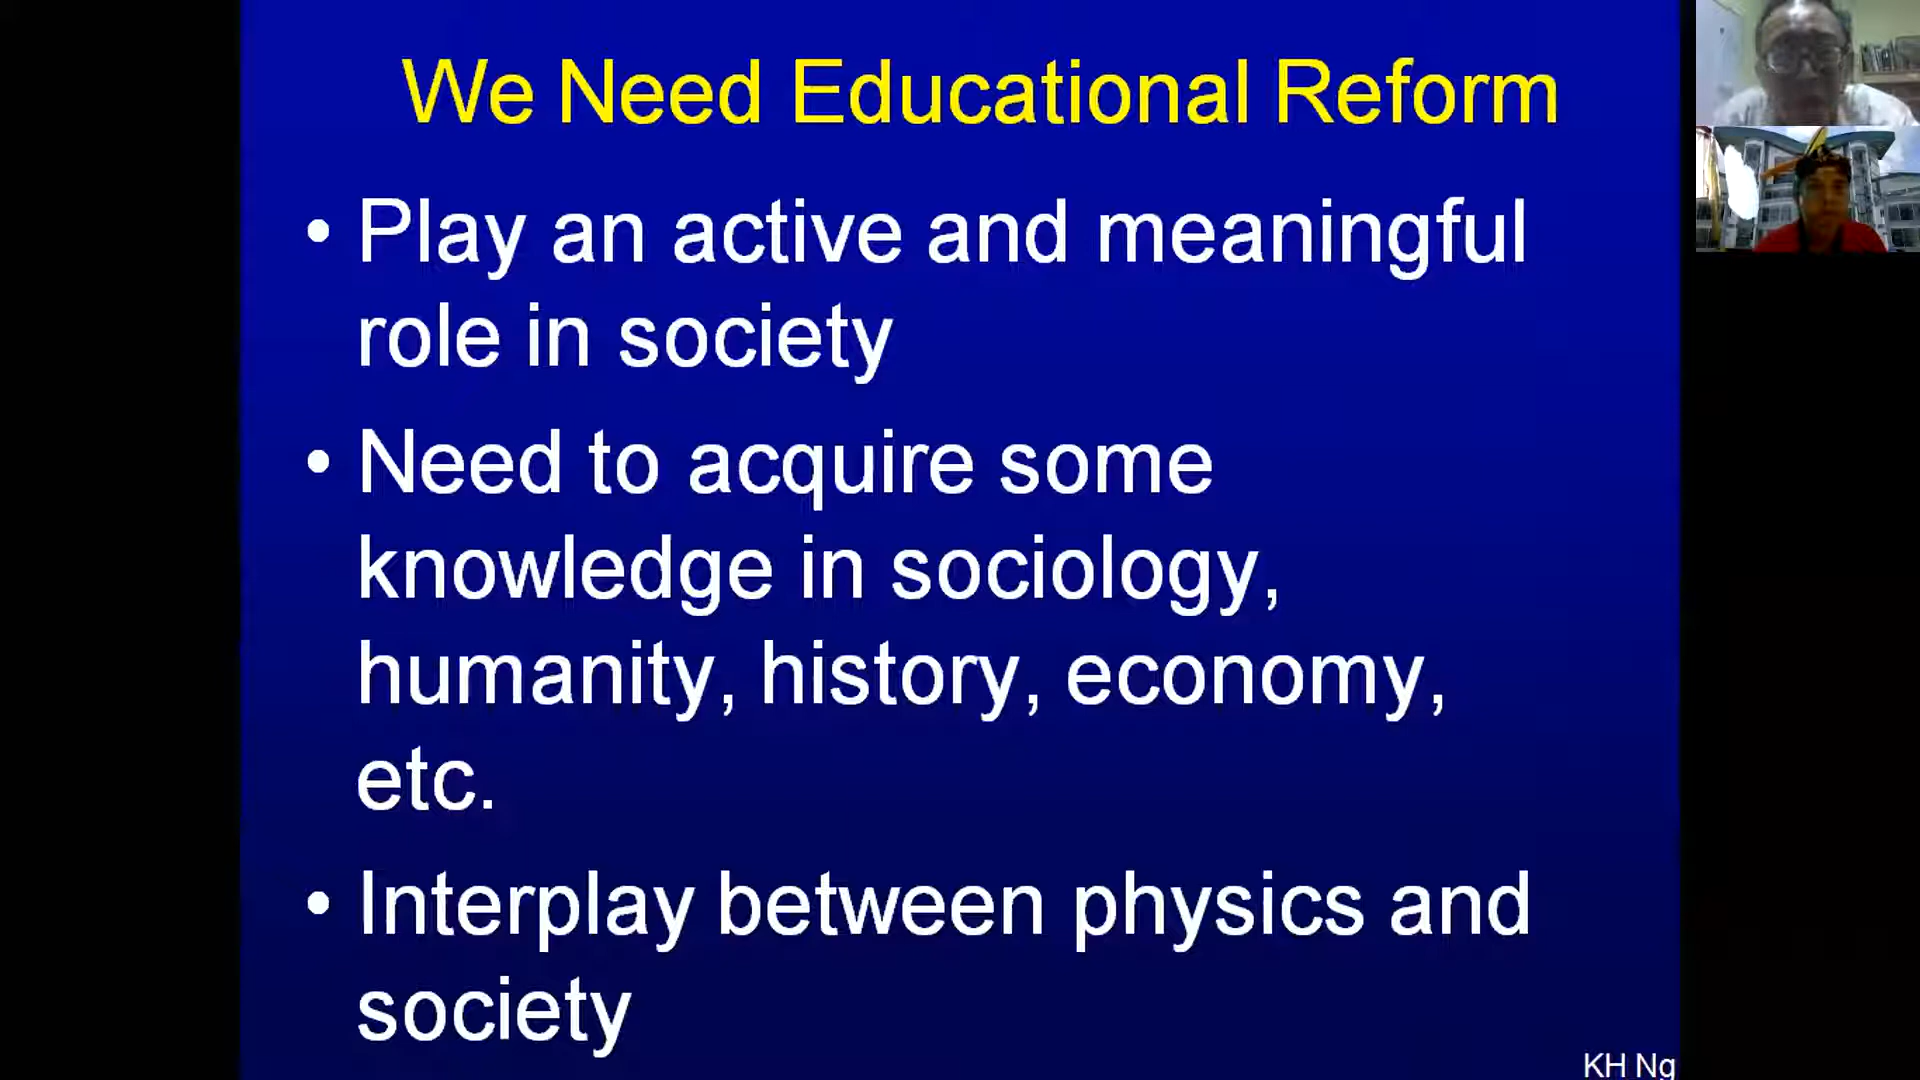 We Need Educational Reform
• Play an active and meaningful
role in society
• Need to acquire some
knowledge in sociology,
humanity, history, economy,
etc.
• Interplay between physics and
society
KH Ng